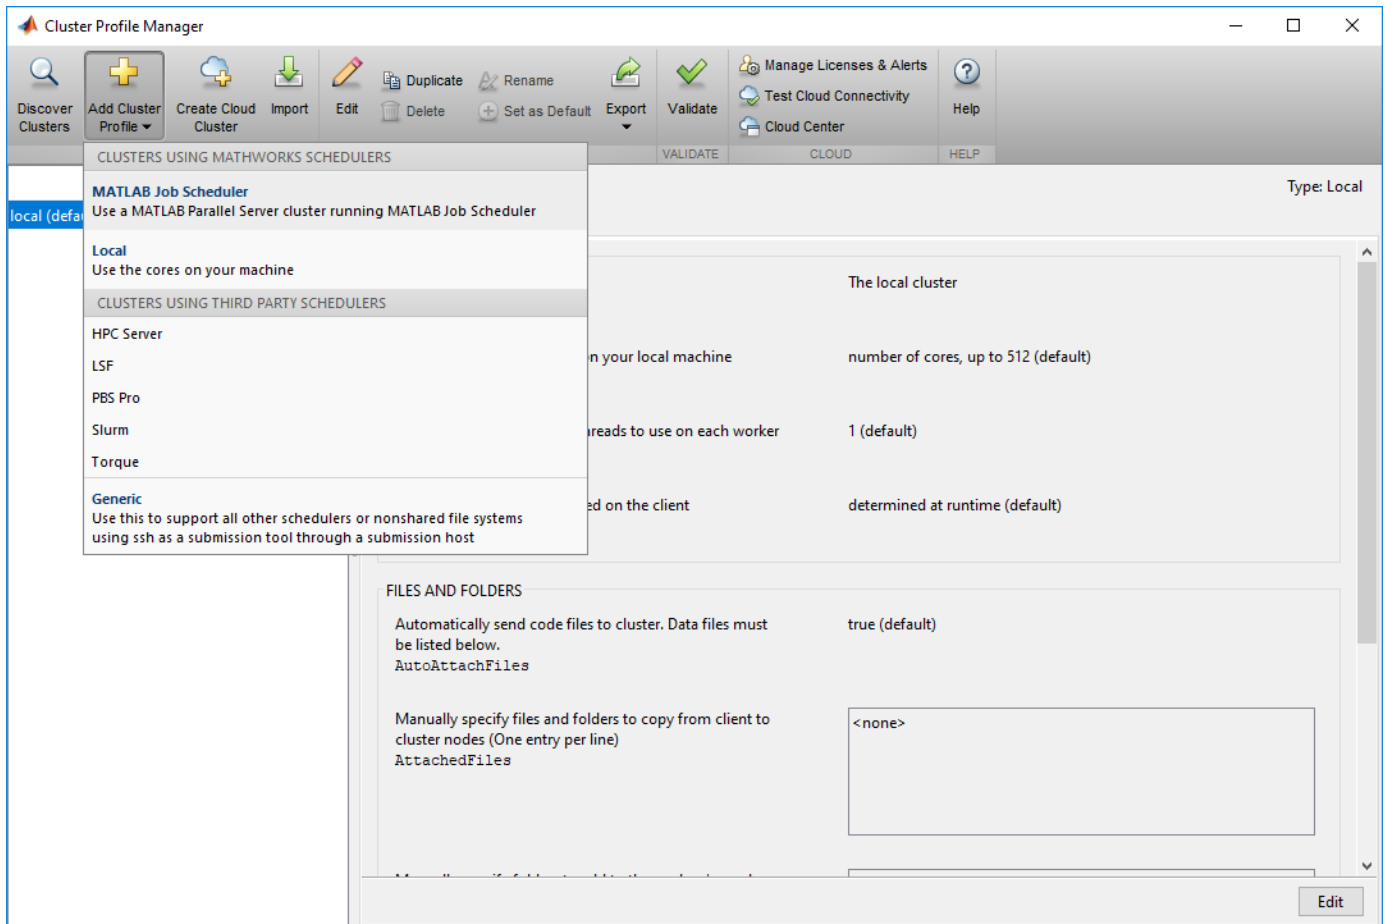 Cluster Profile Manager
Discover Clusters
Add Cluster Profile
Create Cloud Cluster
Import
Edit
Duplicate
Delete
Rename
Set as Default
Export
Validate
Manage Licenses & Alerts
Test Cloud Connectivity
Cloud Center
Help
VALIDATE
CLOUD
HELP
CLUSTERS USING MATHWORKS SCHEDULERS
MATLAB Job Scheduler
Use a MATLAB Parallel Server cluster running MATLAB Job Scheduler
Local
Use the cores on your machine
CLUSTERS USING THIRD PARTY SCHEDULERS
HPC Server
LSF
PBS Pro
Slurm
Torque
Generic
Use this to support all other schedulers or nonshared file systems
using ssh as a submission tool through a submission host
local (defa
Type: Local
The local cluster
n your local machine
number of cores, up to 512 (default)
reads to use on each worker
1 (default)
ed on the client
determined at runtime (default)
FILES AND FOLDERS
Automatically send code files to cluster. Data files must
be listed below.
AutoAttachFiles
true (default)
Manually specify files and folders to copy from client to
cluster nodes (One entry per line)
AttachedFiles
<none>
Edit